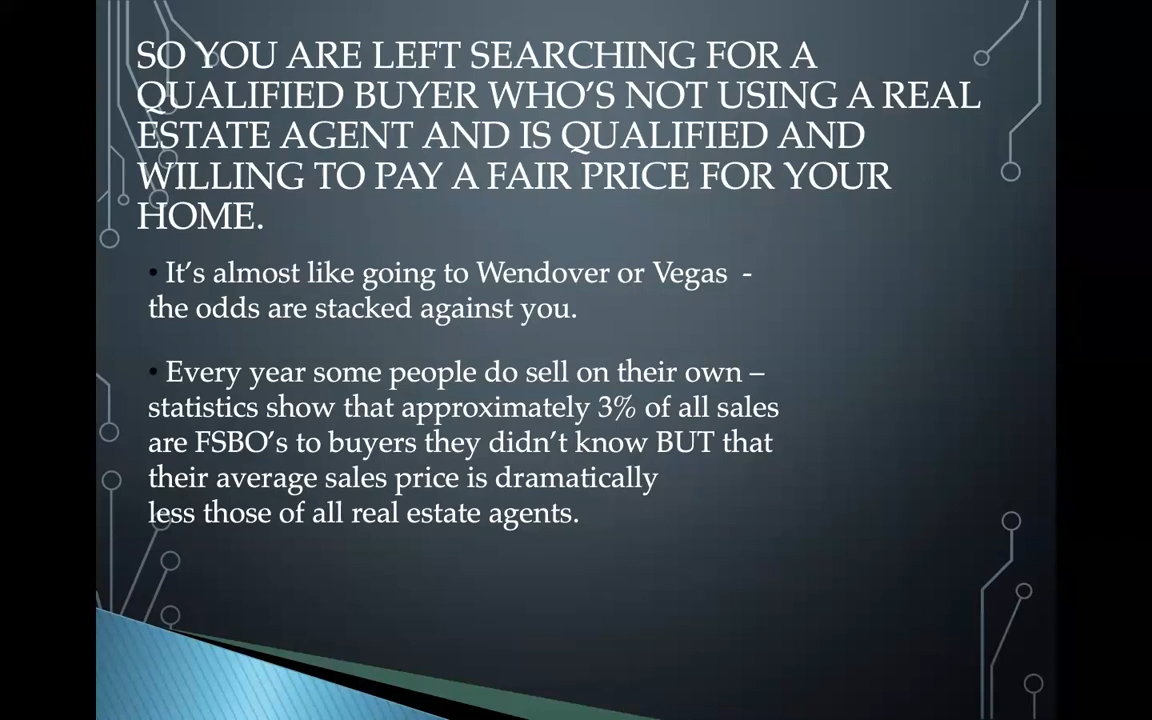 SO YOU ARE LEFT SEARCHING FOR A
QUALIFIED BUYER WHO’S NOT USING A REAL
ESTATE AGENT AND IS QUALIFIED AND
WILLING TO PAY A FAIR PRICE FOR YOUR
HOME.
• It’s almost like going to Wendover or Vegas -
the odds are stacked against you.
• Every year some people do sell on their own –
statistics show that approximately 3% of all sales
are FSBO’s to buyers they didn’t know BUT that
their average sales price is dramatically
less those of all real estate agents.